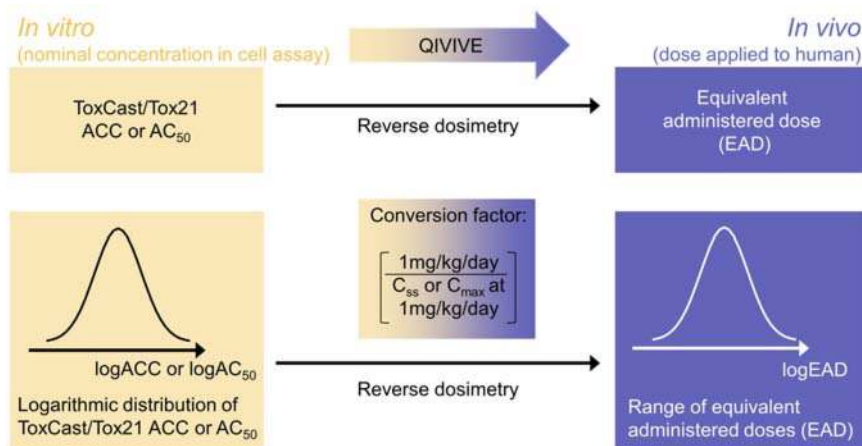 In vitro
(nominal concentration in cell assay)
QIVIVE
In vivo
(dose applied to human)
ToxCast/Tox21
ACC or AC₅₀
Reverse dosimetry
Equivalent
administered dose
(EAD)
Conversion factor:
1mg/kg/day
Css or Cmax at
1mg/kg/day
logACC or logAC₅₀
Logarithmic distribution of
ToxCast/Tox21 ACC or AC₅₀
Reverse dosimetry
logEAD
Range of equivalent
administered doses (EAD)